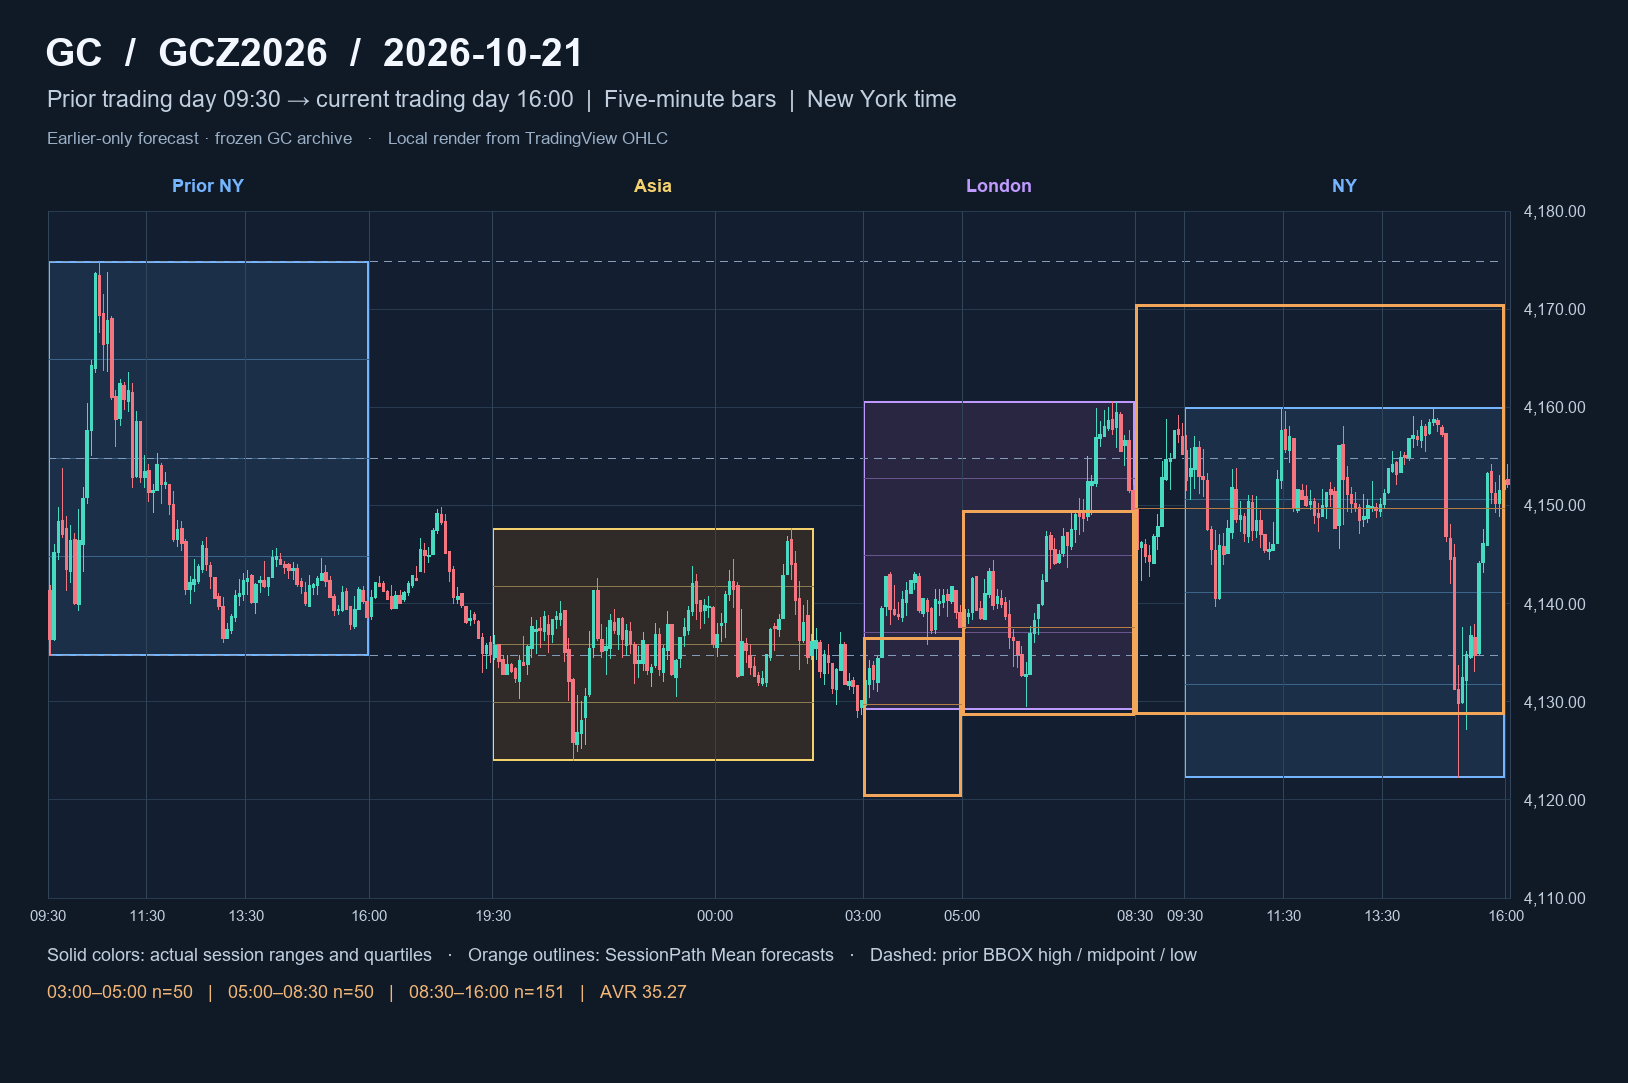 GC / GCZ2026 / 2026-10-21
Prior trading day 09:30 → current trading day 16:00 | Five-minute bars | New York time
Earlier-only forecast · frozen GC archive · Local render from TradingView OHLC
Prior NY Asia London NY
4,180.00
4,170.00
4,160.00
4,150.00
4,140.00
4,130.00
4,120.00
4,110.00
09:30 11:30 13:30 16:00 19:30 00:00 03:00 05:00 08:30 09:30 11:30 13:30 16:00
Solid colors: actual session ranges and quartiles · Orange outlines: SessionPath Mean forecasts · Dashed: prior BBOX high / midpoint / low
03:00–05:00 n=50 | 05:00–08:30 n=50 | 08:30–16:00 n=151 | AVR 35.27